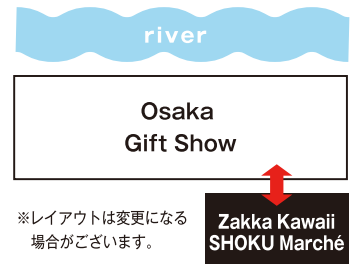 river
Osaka
Gift Show
Zakka Kawaii
SHOKU Marché
※レイアウトは変更になる
場合がございます。